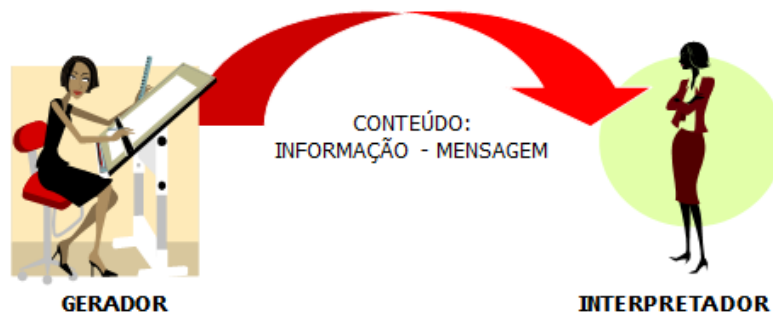 CONTEÚDO:
INFORMAÇÃO - MENSAGEM
GERADOR
INTERPRETADOR